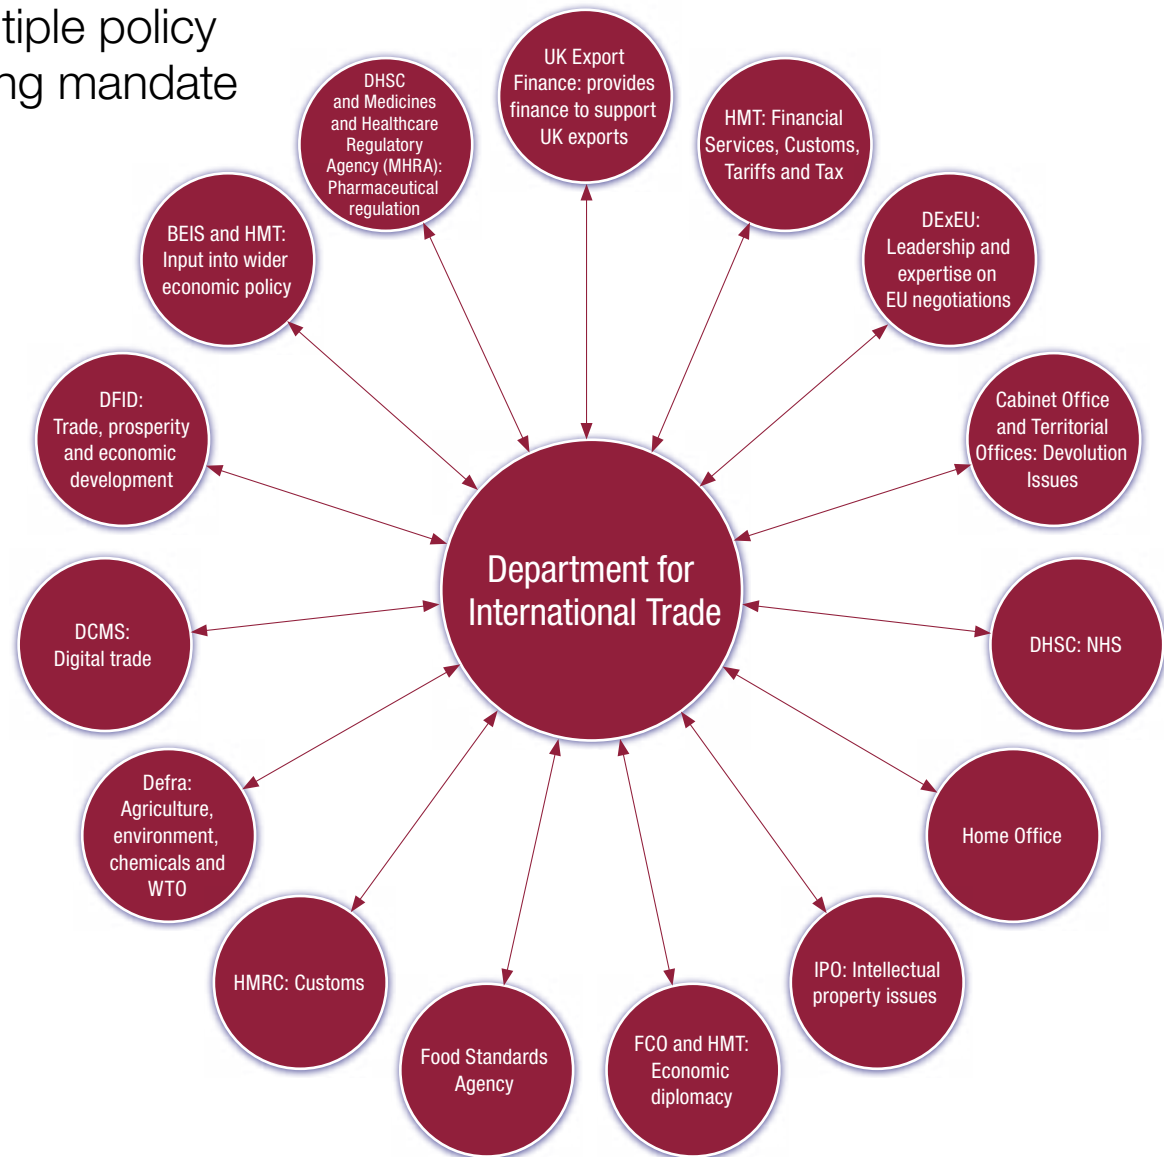 tiple policy
ng mandate
UK Export
Finance: provides
finance to support
UK exports
HMT: Financial
Services, Customs,
Tariffs and Tax
DExEU:
Leadership and
expertise on
EU negotiations
Cabinet Office
and Territorial
Offices: Devolution
Issues
DHSC: NHS
Home Office
IPO: Intellectual
property issues
FCO and HMT:
Economic
diplomacy
Food Standards
Agency
HMRC: Customs
Defra:
Agriculture,
environment,
chemicals and
WTO
DCMS:
Digital trade
DFID:
Trade, prosperity
and economic
development
BEIS and HMT:
Input into wider
economic policy
DHSC
and Medicines
and Healthcare
Regulatory
Agency (MHRA):
Pharmaceutical
regulation
Department for
International Trade